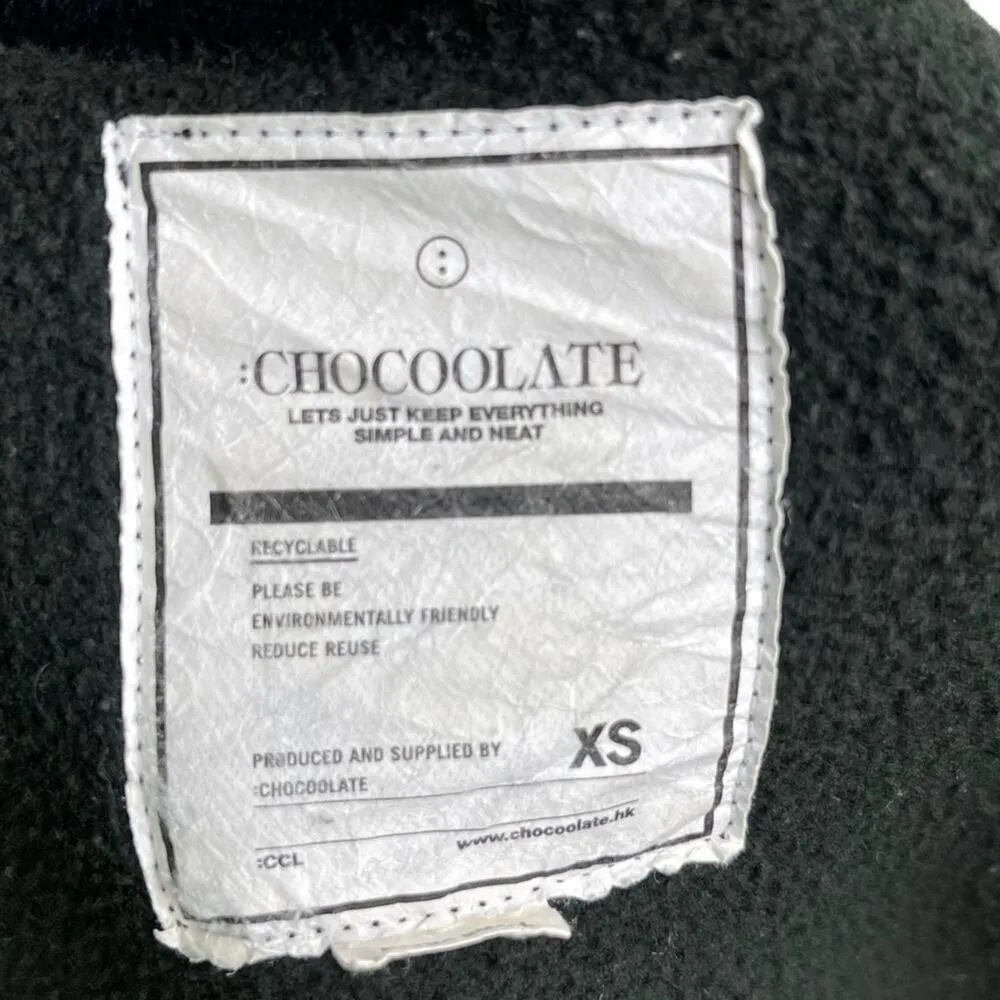 :CHOCOOLATE
LETS JUST KEEP EVERYTHING
SIMPLE AND NEAT
RECYCLABLE
PLEASE BE
ENVIRONMENTALLY FRIENDLY
REDUCE REUSE
XS
PRODUCED AND SUPPLIED BY
:CHOCOOLATE
www.chocoolate.hk
:CCL